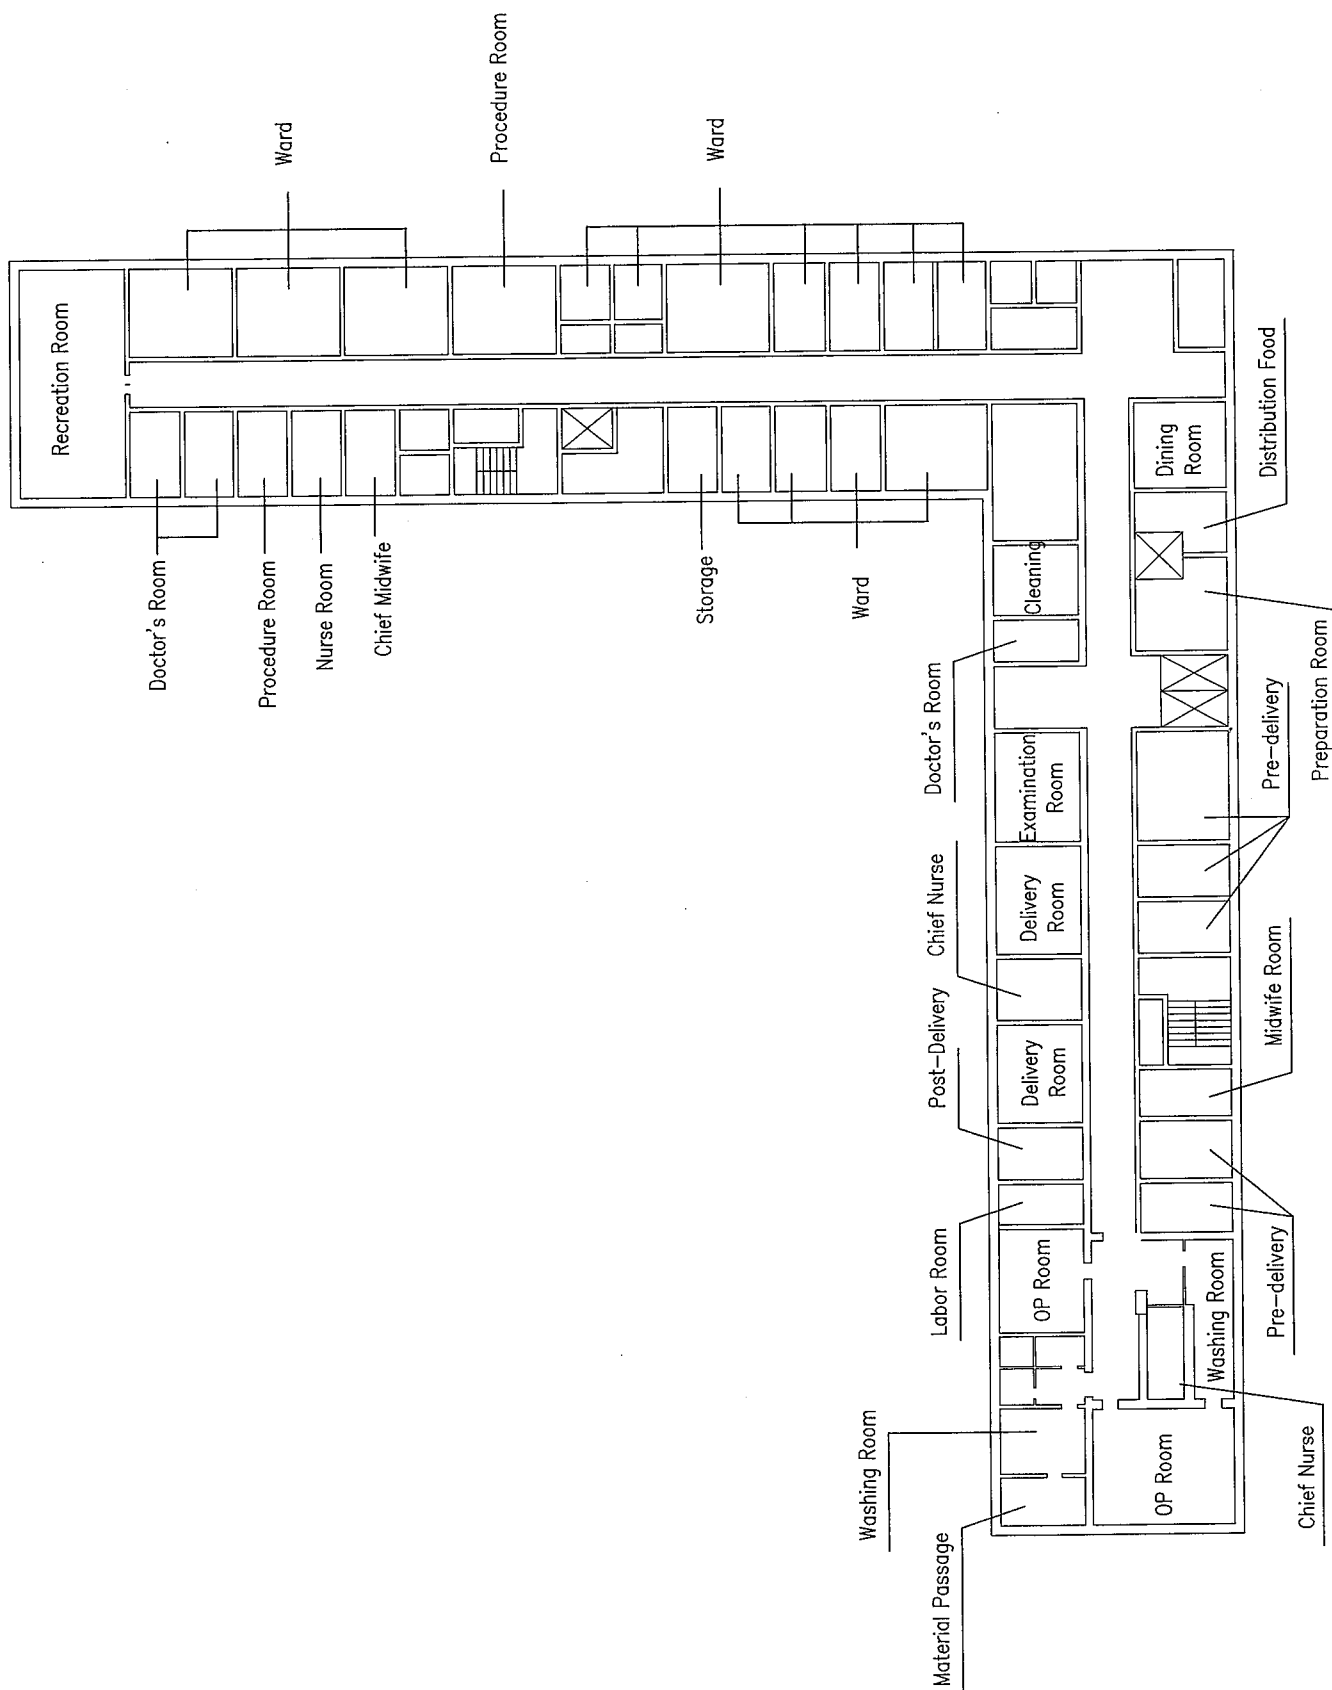 Recreation Room
Ward
Procedure Room
Ward
Doctor's Room
Procedure Room
Nurse Room
Chief Midwife
Storage
Ward
Cleaning
Dining
Room
Distribution Food
Preparation Room
Doctor's Room
Examination
Room
Pre-delivery
Chief Nurse
Delivery
Room
Post-Delivery
Delivery
Room
Midwife Room
Labor Room
OP Room
Pre-delivery
Washing Room
Washing Room
Material Passage
OP Room
Chief Nurse